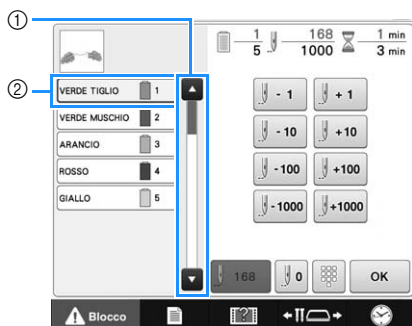 ①
②
1 168 1 min
5 1000 3 min
VERDE TIGLIO 1
VERDE MUSCHIO 2
ARANCIO 3
ROSSO 4
GIALLO 5
- 1 + 1
- 10 +10
- 100 +100
- 1000 +1000
168 0 OK
Blocco